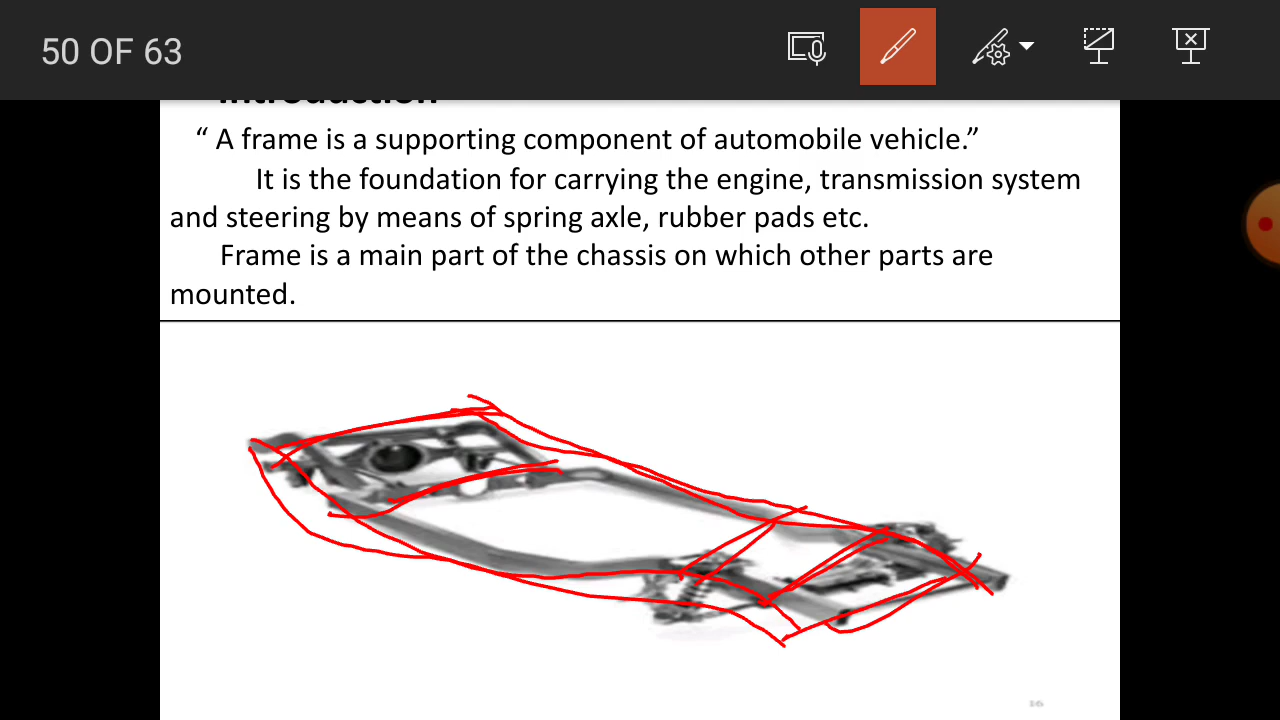 50 OF 63
Introduction
“ A frame is a supporting component of automobile vehicle.”
It is the foundation for carrying the engine, transmission system
and steering by means of spring axle, rubber pads etc.
Frame is a main part of the chassis on which other parts are
mounted.